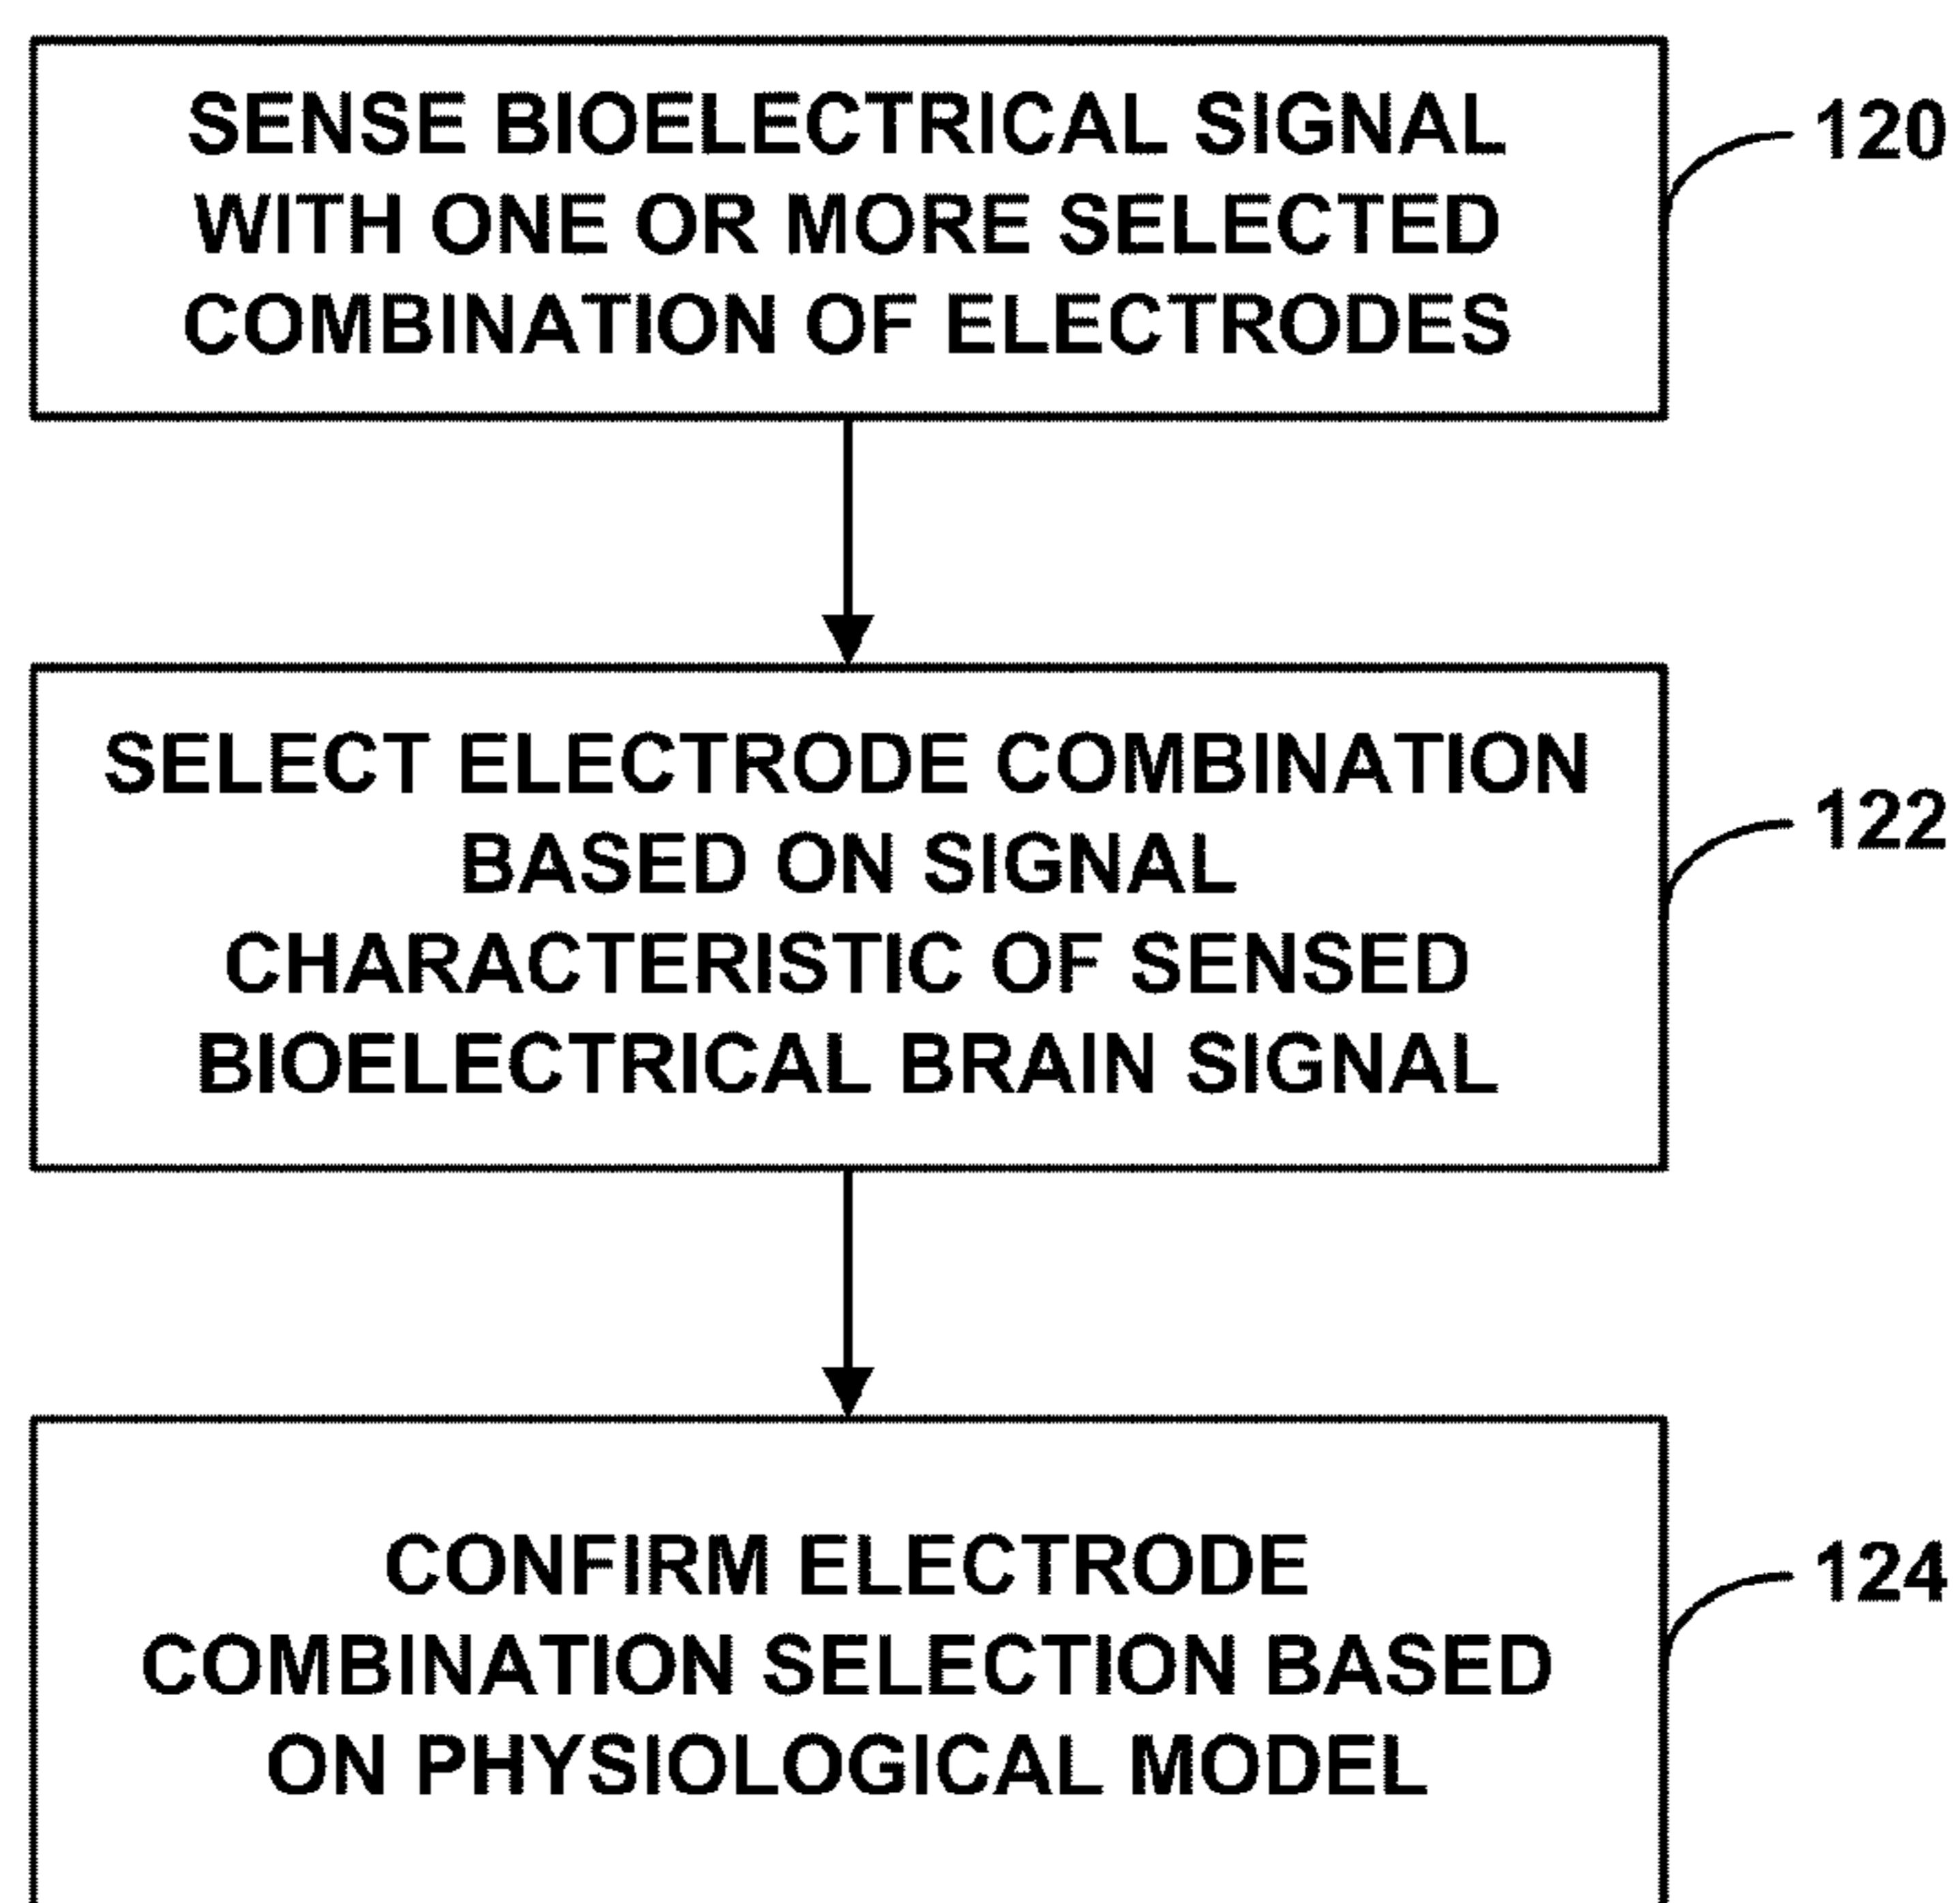 SENSE BIOELECTRICAL SIGNAL
WITH ONE OR MORE SELECTED
COMBINATION OF ELECTRODES
120
SELECT ELECTRODE COMBINATION
BASED ON SIGNAL
CHARACTERISTIC OF SENSED
BIOELECTRICAL BRAIN SIGNAL
122
CONFIRM ELECTRODE
COMBINATION SELECTION BASED
ON PHYSIOLOGICAL MODEL
124